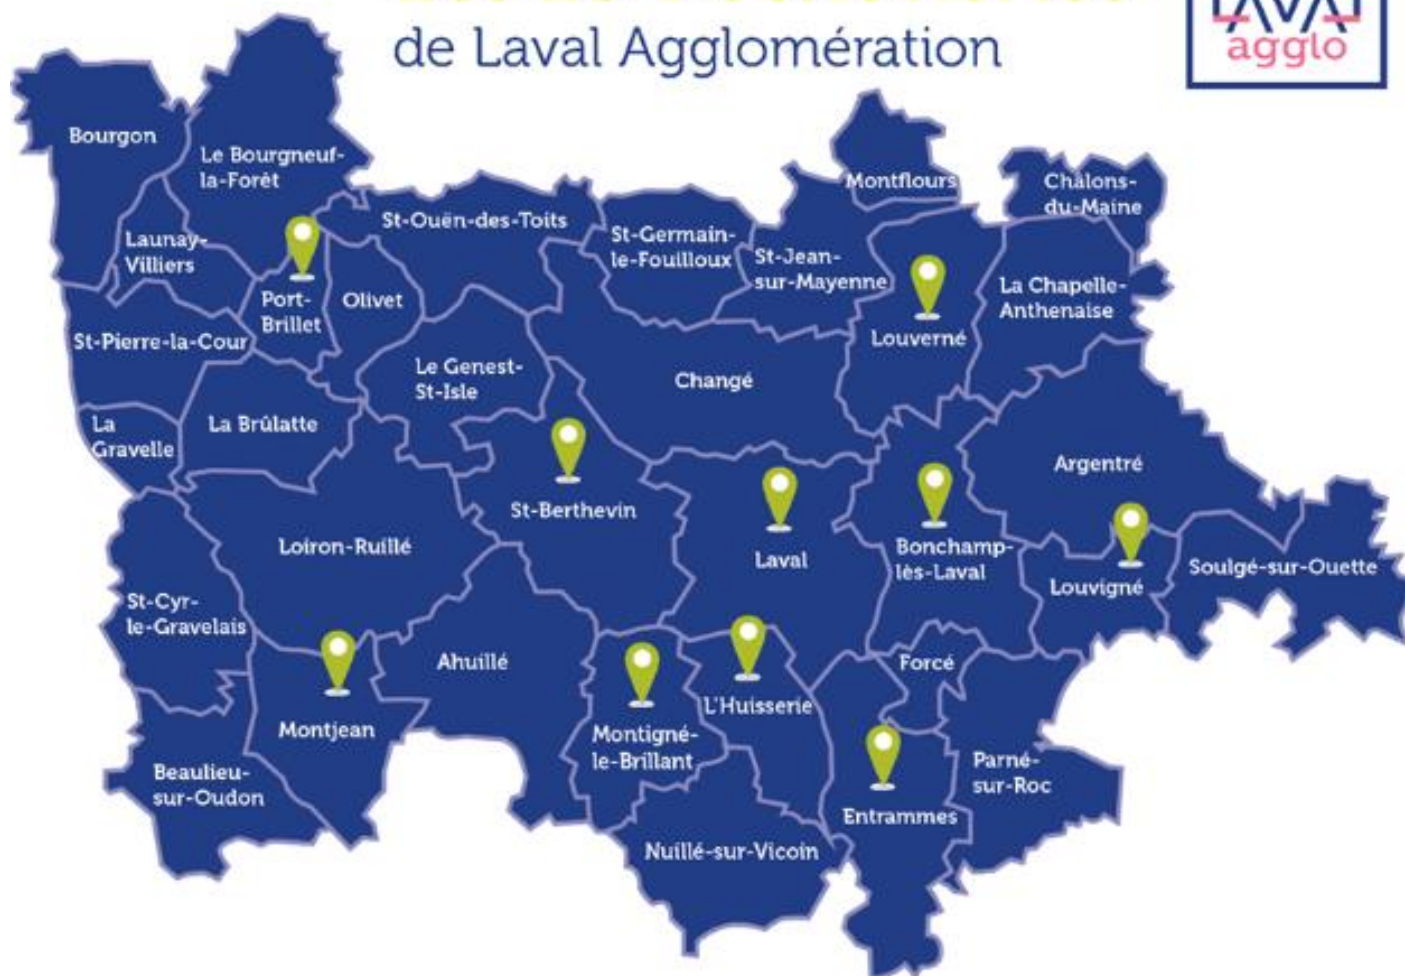 de Laval Agglomération
agglo
Bourgon
Le Bourgneuf-
la-Forêt
Montflours
Châlons-
du-Maine
St-Ouën-des-Toits
Launay-
Villiers
St-Germain-
le-Fouilloux
St-Jean-
sur-Mayenne
La Chapelle-
Anthenaise
Port-
Brillet
Olivet
St-Pierre-la-Cour
Louverné
Le Genest-
St-Isle
Changé
La
Gravelle
La Brûlatte
Argentré
St-Berthevin
Loiron-Ruillé
Laval
Bonchamp-
lès-Laval
Louvigné
Soulgé-sur-Ouette
St-Cyr-
le-Gravelais
Ahuillé
Forcé
L'Huisserie
Montjean
Montigné-
le-Brillant
Beaulieu-
sur-Oudon
Parné-
sur-Roc
Entrammes
Nuillé-sur-Vicoin